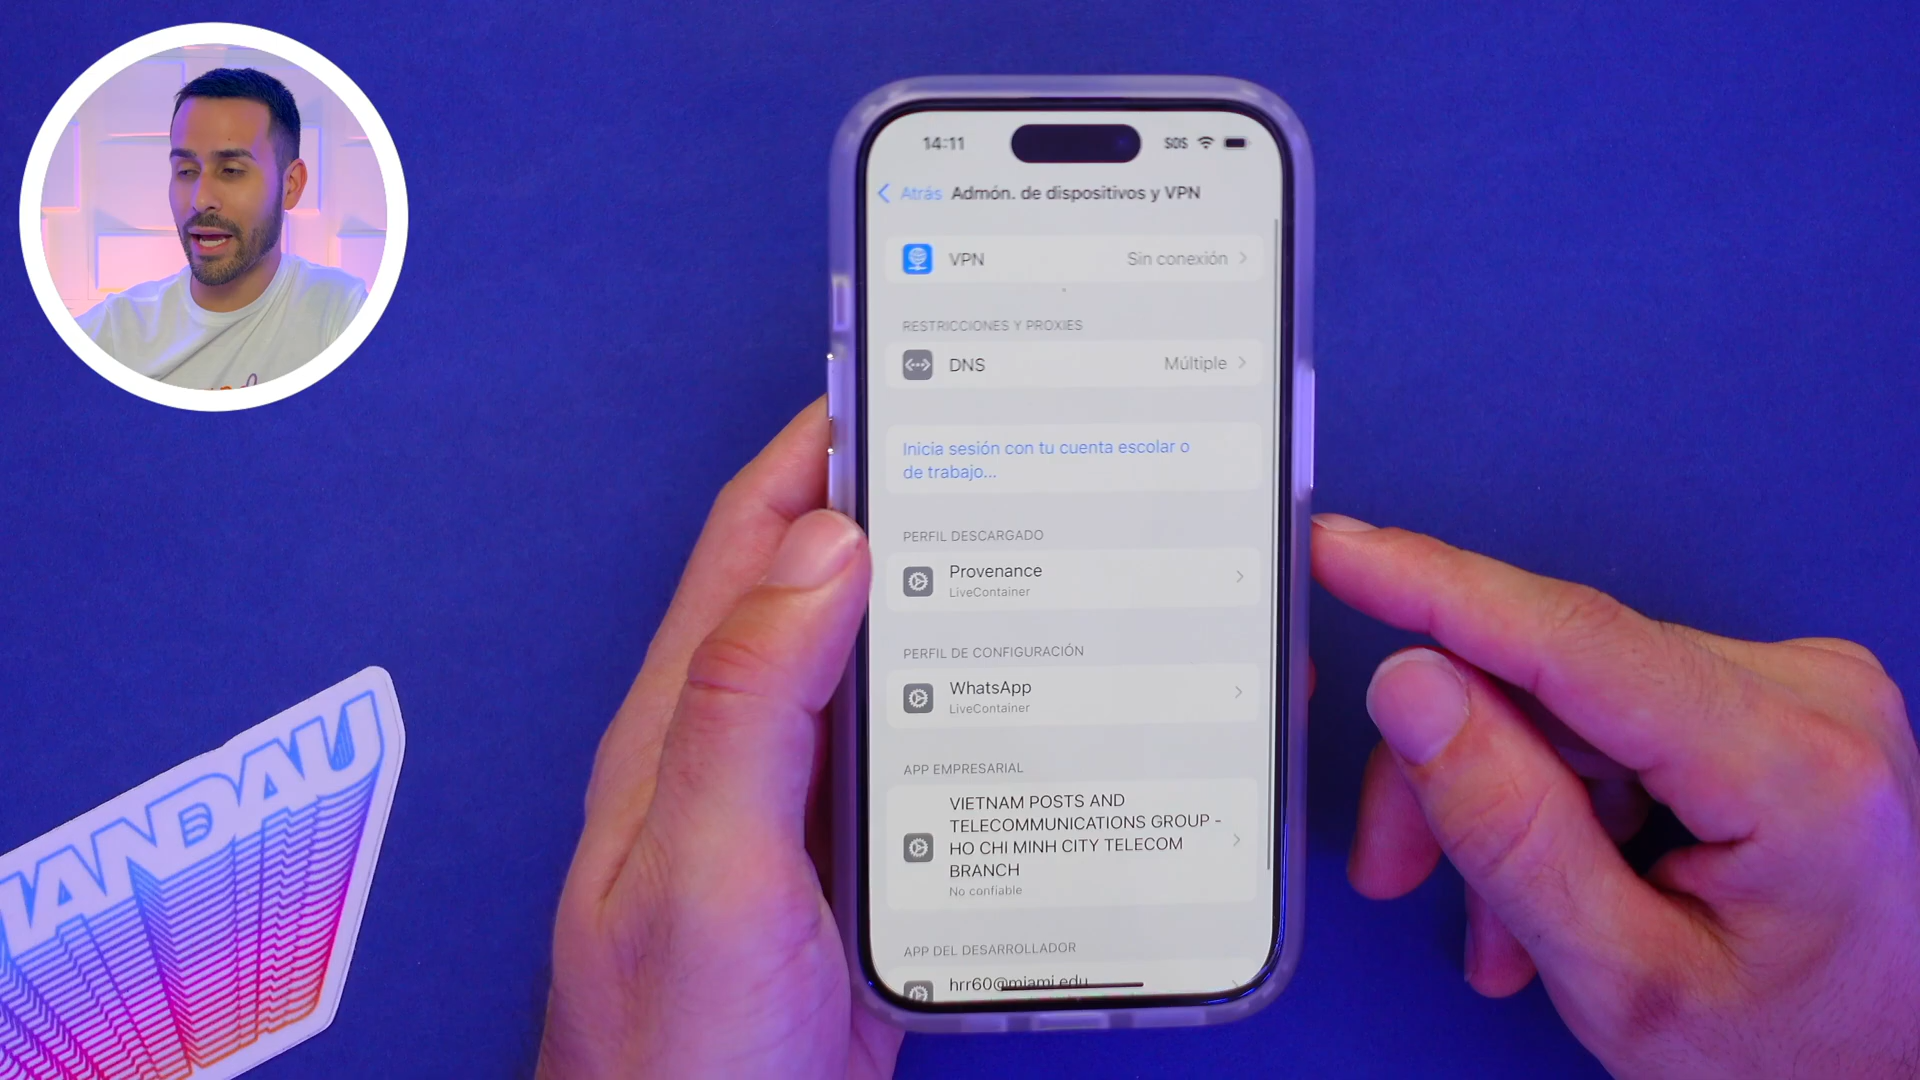 14:11
SOS
Atrás Admón. de dispositivos y VPN
VPN Sin conexión
RESTRICCIONES Y PROXIES
DNS Múltiple
Inicia sesión con tu cuenta escolar o
de trabajo...
PERFIL DESCARGADO
Provenance
LiveContainer
PERFIL DE CONFIGURACIÓN
WhatsApp
LiveContainer
APP EMPRESARIAL
VIETNAM POSTS AND
TELECOMMUNICATIONS GROUP -
HO CHI MINH CITY TELECOM
BRANCH
No confiable
APP DEL DESARROLLADOR
hrr60@miami.edu